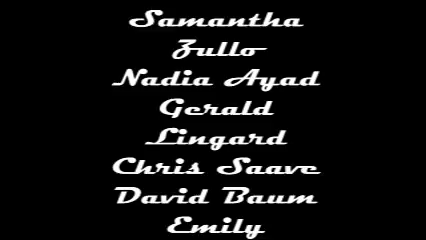 Samantha
Zullo
Nadia Ayad
Gerald
Lingard
Chris Saave
David Baum
Emily